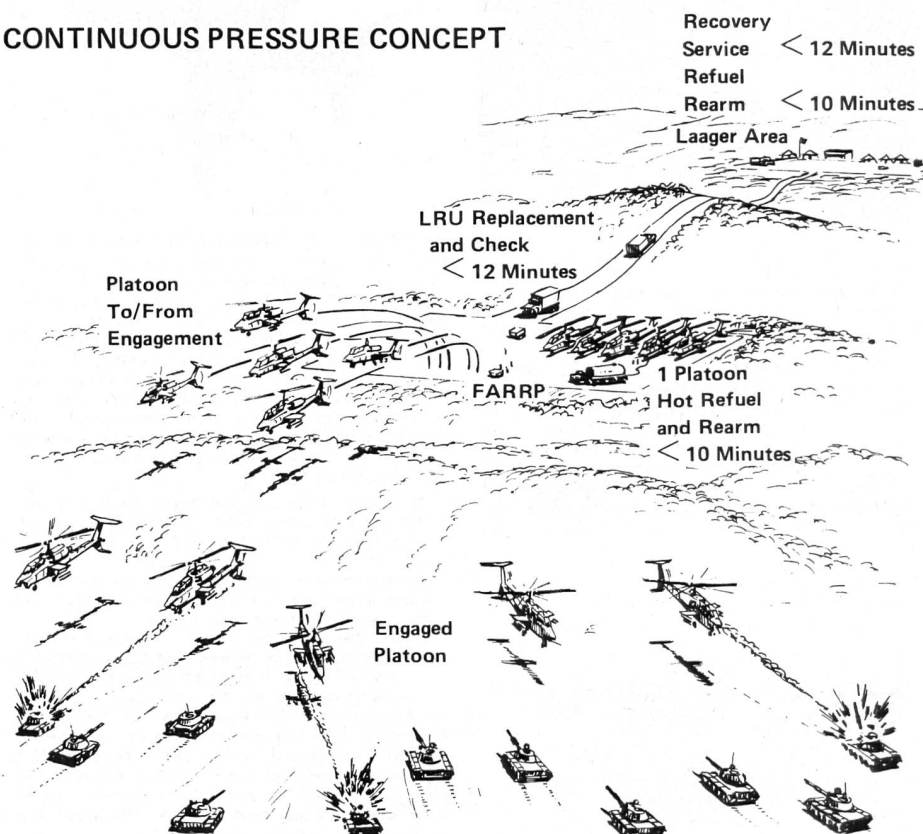 CONTINUOUS PRESSURE CONCEPT
Recovery
Service < 12 Minutes
Refuel
Rearm < 10 Minutes
Laager Area
LRU Replacement
and Check
< 12 Minutes
Platoon
To/From
Engagement
FARRP
1 Platoon
Hot Refuel
and Rearm
< 10 Minutes
Engaged
Platoon